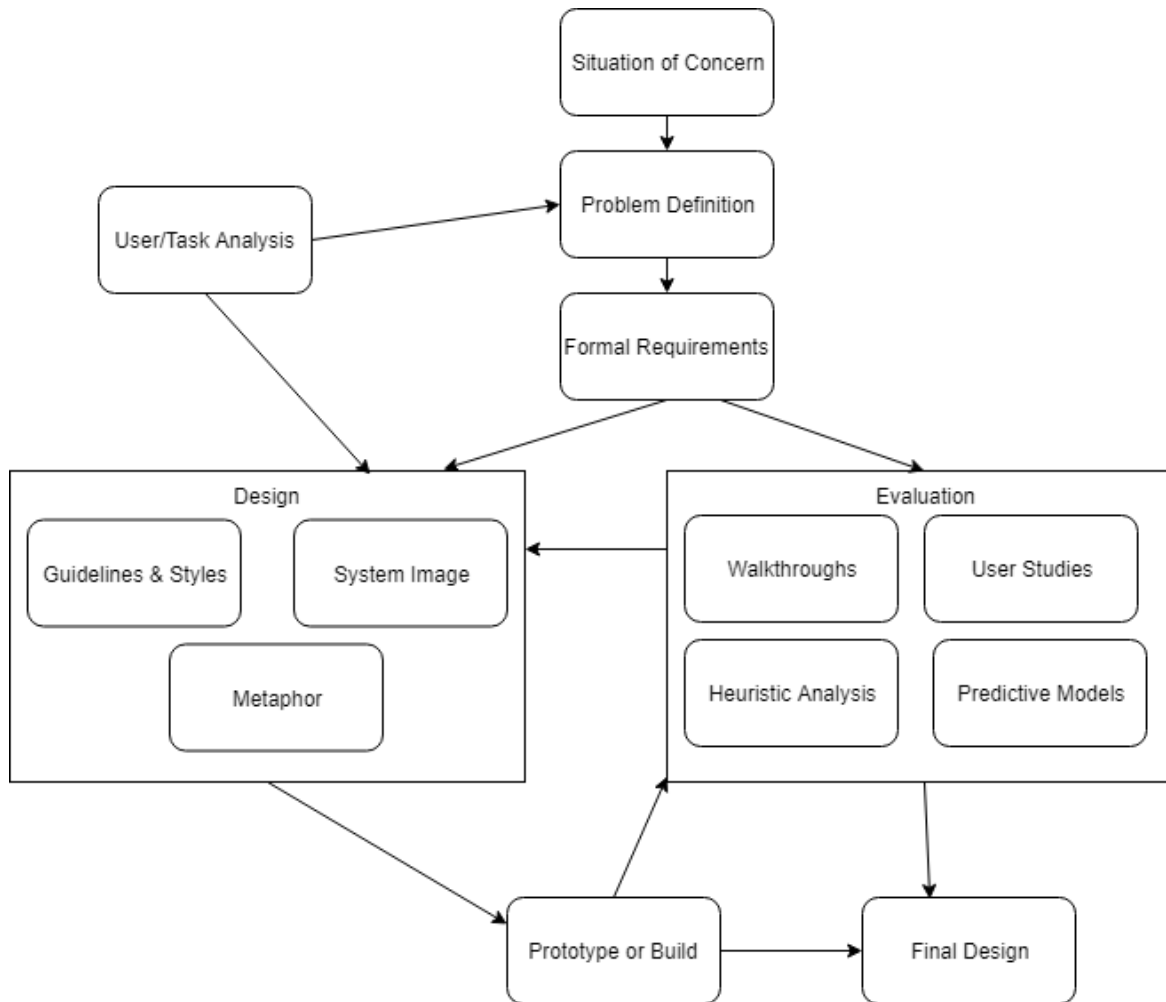 Situation of Concern
Problem Definition
User/Task Analysis
Formal Requirements
Design
Guidelines & Styles
System Image
Metaphor
Evaluation
Walkthroughs
User Studies
Heuristic Analysis
Predictive Models
Prototype or Build
Final Design